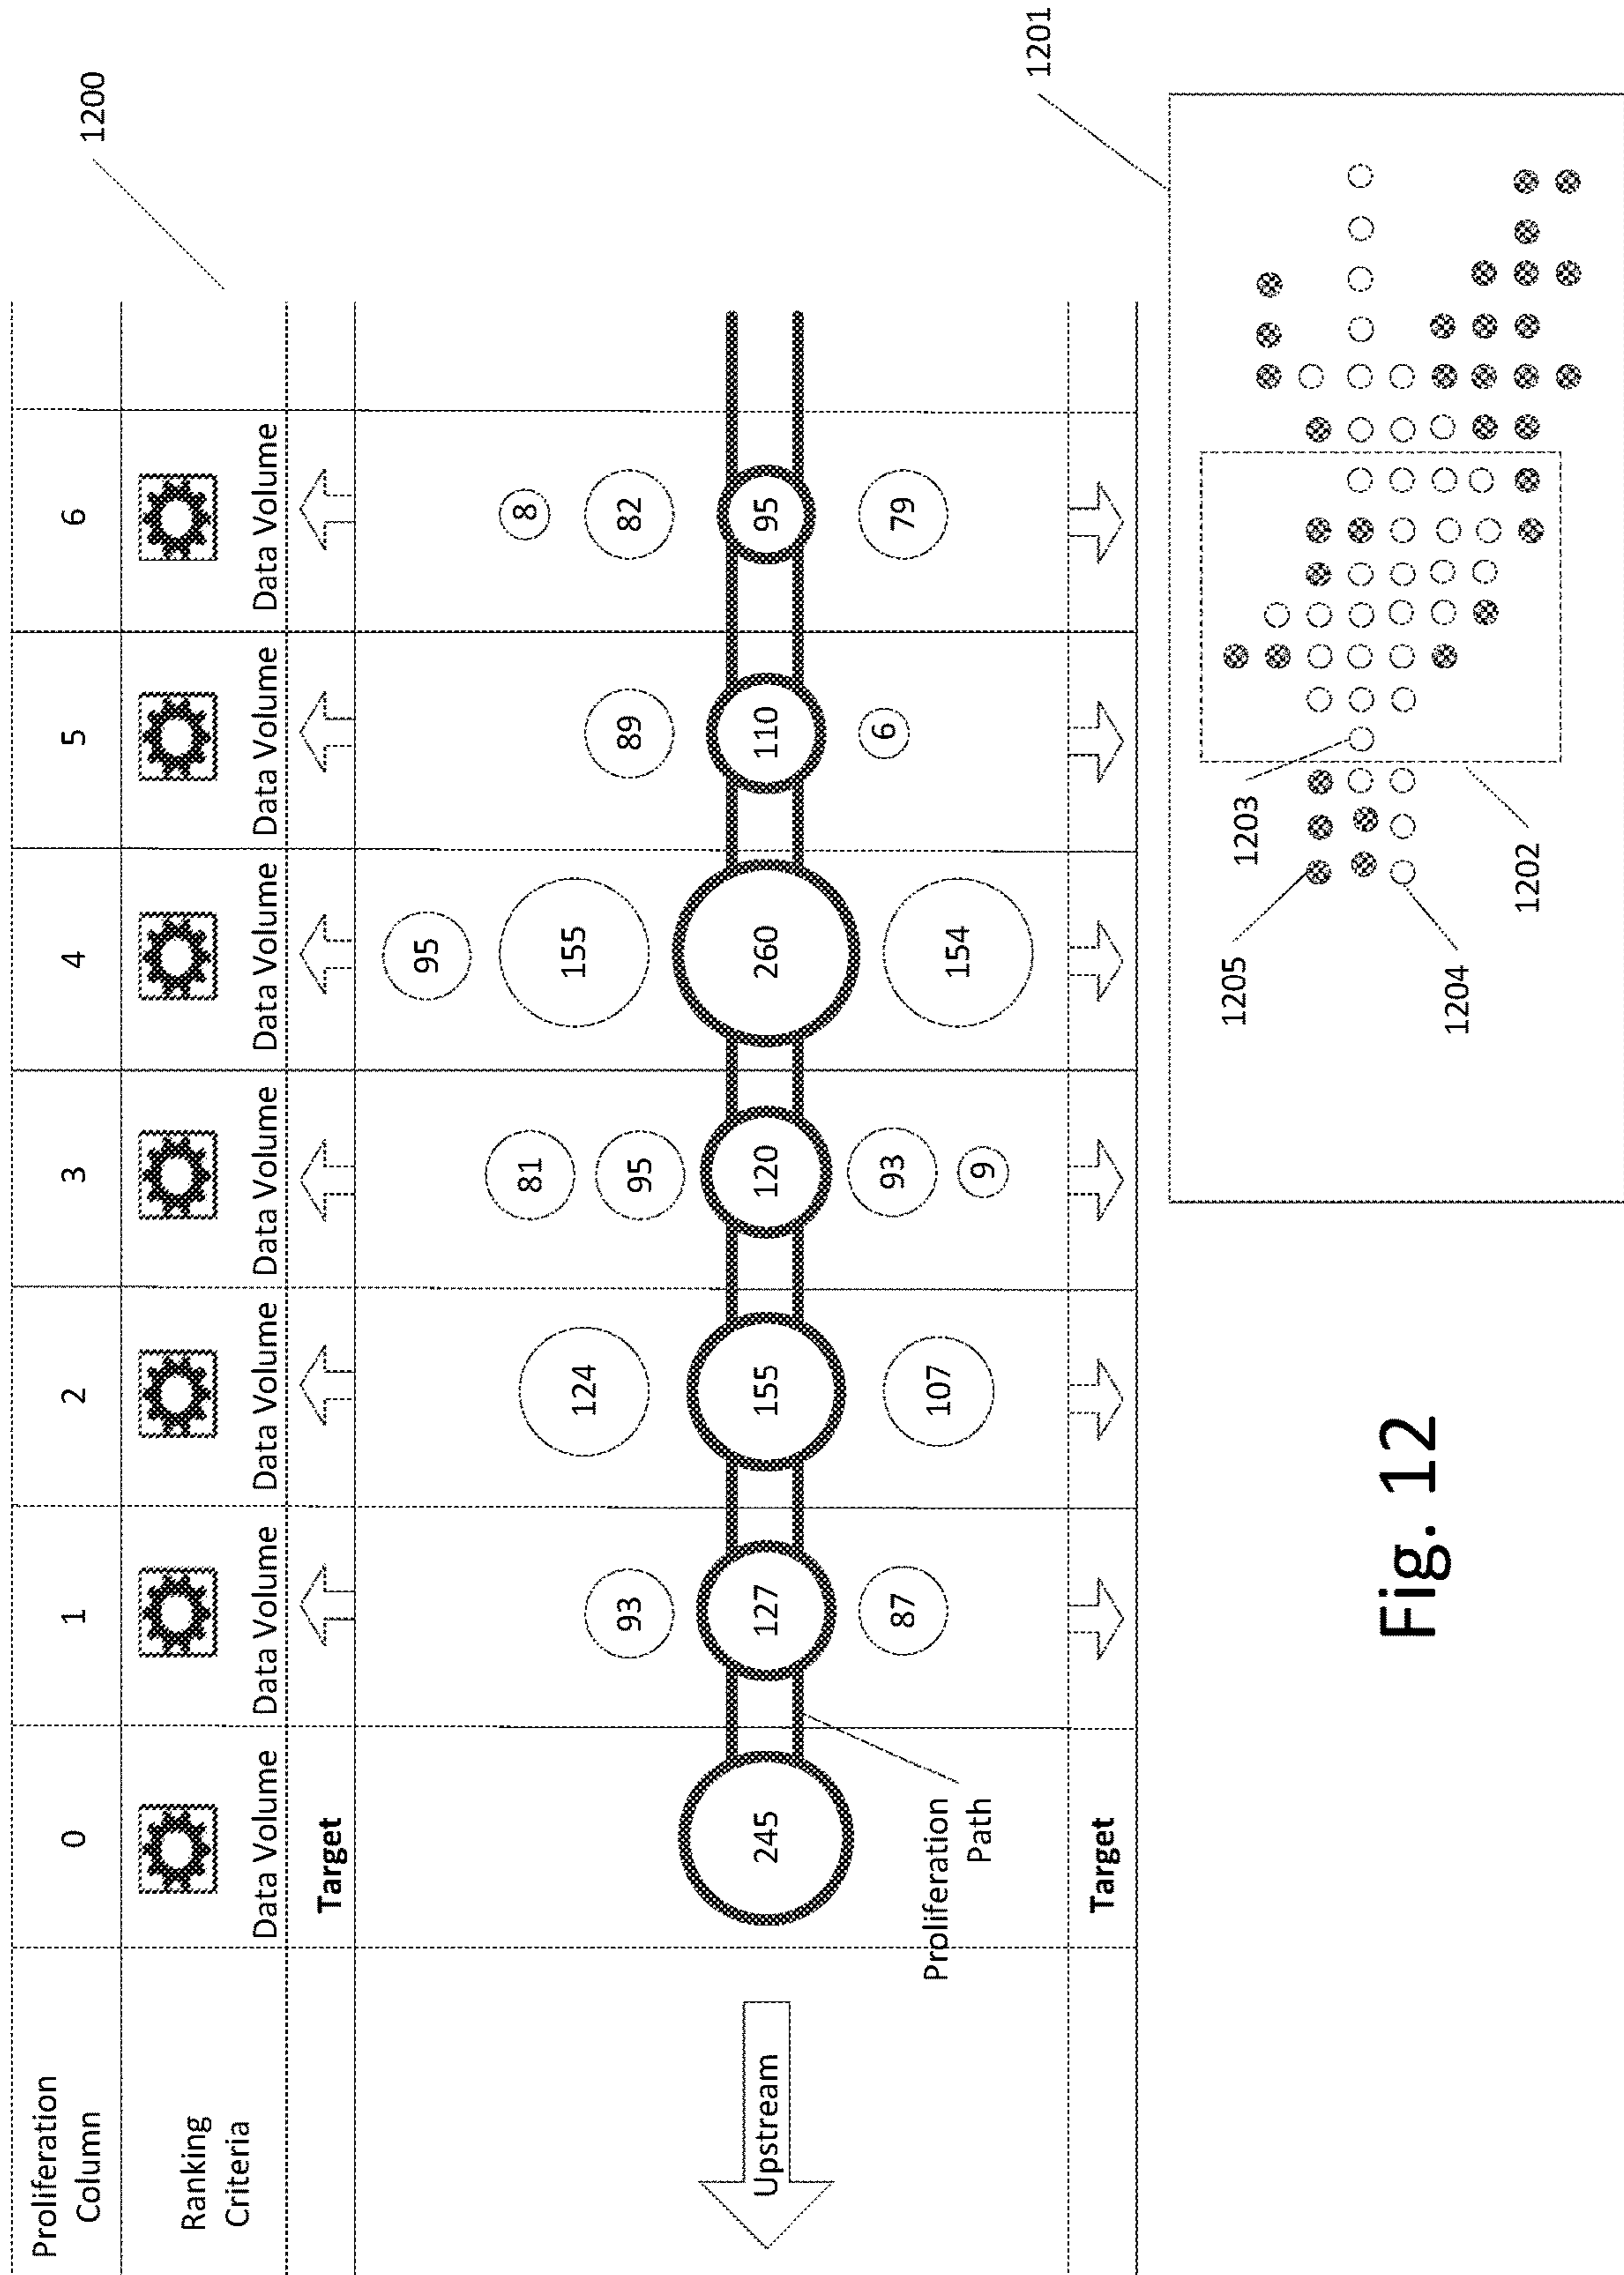 Proliferation
Column
0
1
2
3
4
5
6
1200
Ranking
Criteria
Data Volume
Data Volume
Data Volume
Data Volume
Data Volume
Data Volume
Data Volume
Target
Upstream
245
93
127
87
124
155
107
81
95
120
93
9
95
155
260
154
89
110
6
8
82
95
79
Proliferation
Path
Target
1201
1205
1203
1204
1202
Fig. 12